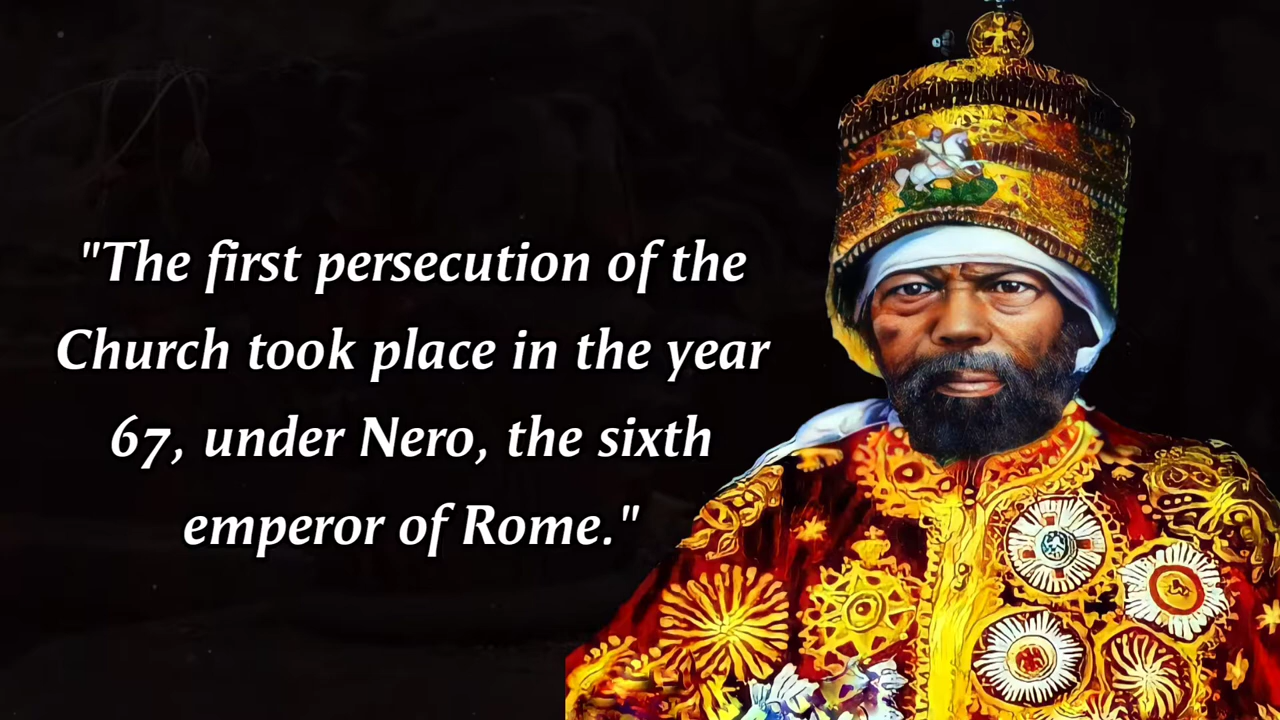 "The first persecution of the
Church took place in the year
67, under Nero, the sixth
emperor of Rome."